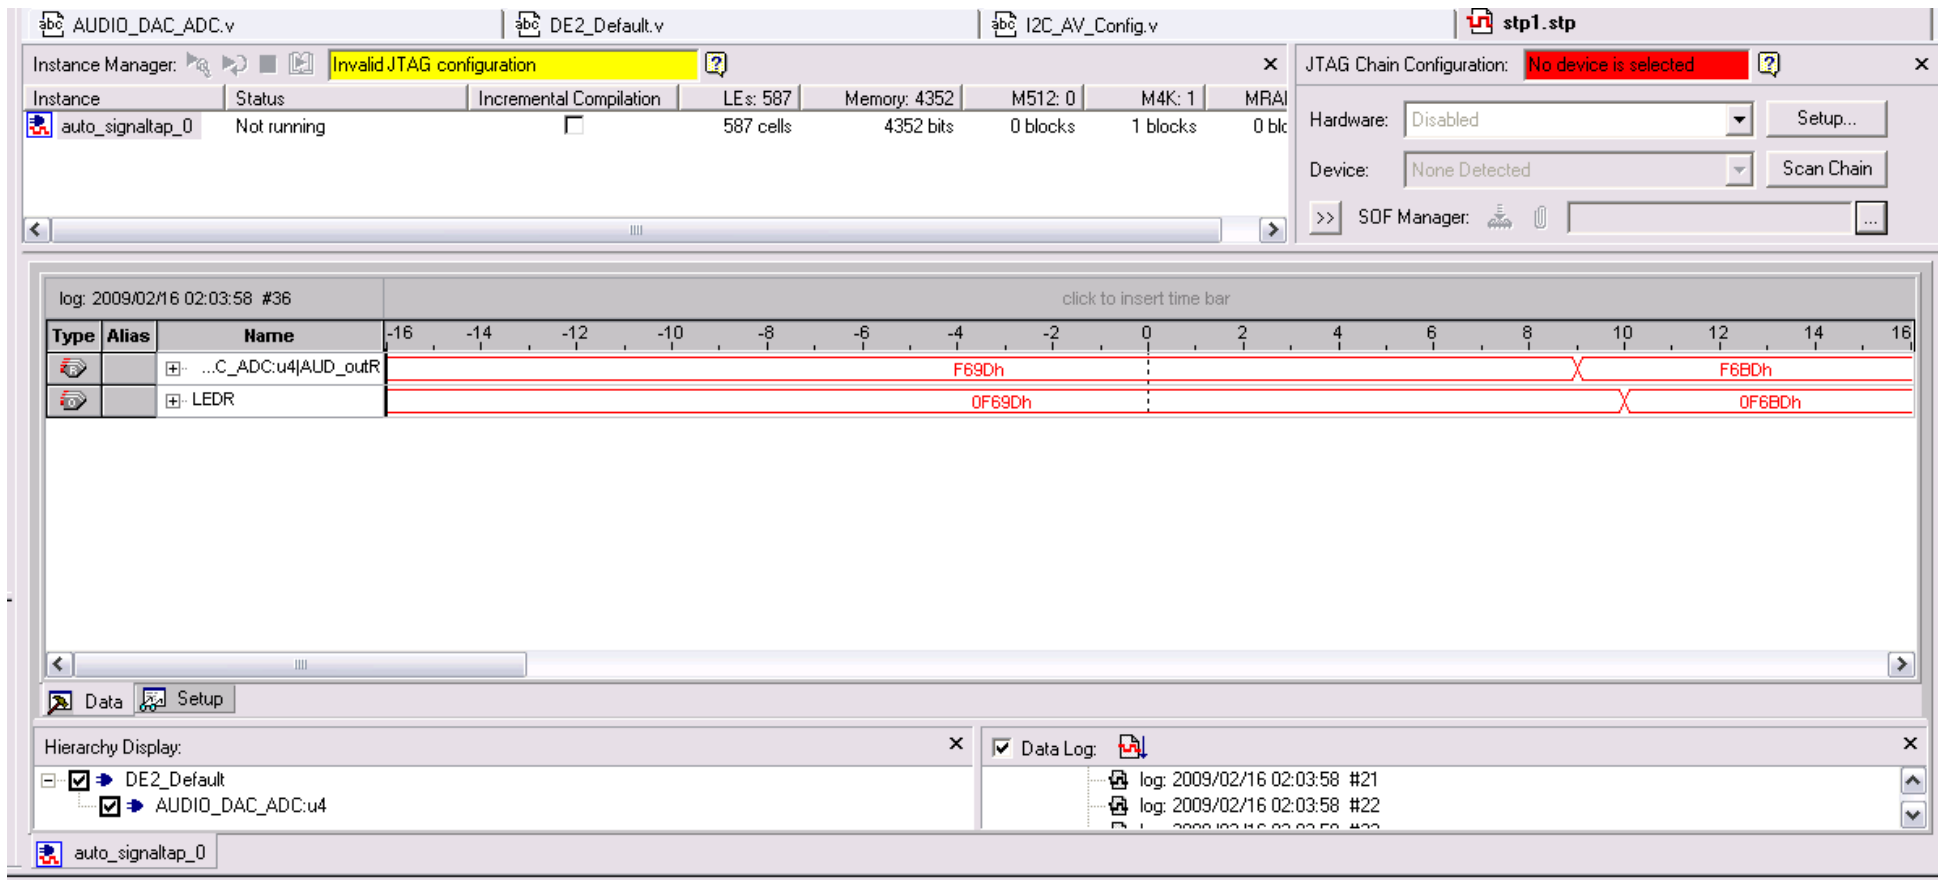 AUDIO_DAC_ADC.v DE2_Default.v I2C_AV_Config.v stp1.stp
Instance Manager: Invalid JTAG configuration
JTAG Chain Configuration: No device is selected
Instance Status Incremental Compilation LEs: 587 Memory: 4352 M512: 0 M4K: 1 MRAI
auto_signaltap_0 Not running 587 cells 4352 bits 0 blocks 1 blocks 0 blc
Hardware: Disabled Setup...
Device: None Detected Scan Chain
>> SOF Manager: ...
log: 2009/02/16 02:03:58 #36 click to insert time bar
Type Alias Name -16 -14 -12 -10 -8 -6 -4 -2 0 2 4 6 8 10 12 14 16
...C_ADC:u4|AUD_outR F69Dh F6BDh
LEDR 0F69Dh 0F6BDh
Data Setup
Hierarchy Display:
DE2_Default
AUDIO_DAC_ADC:u4
Data Log:
log: 2009/02/16 02:03:58 #21
log: 2009/02/16 02:03:58 #22
auto_signaltap_0